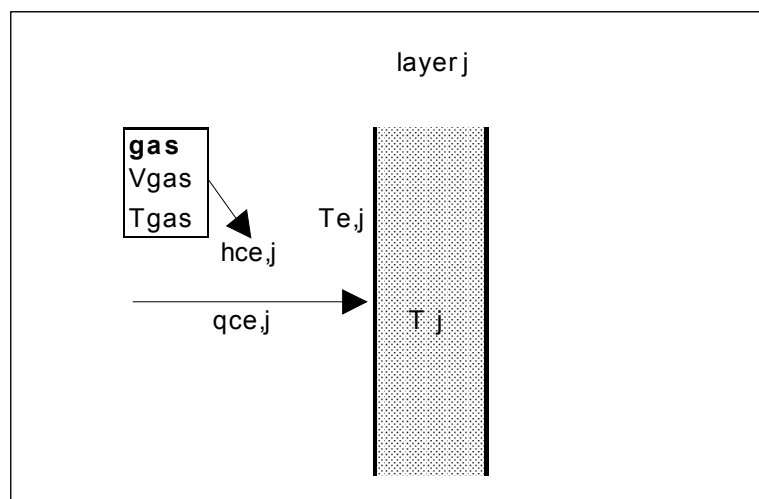 layer j
gas
Vgas
Tgas
Te,j
hce,j
qce,j
T j